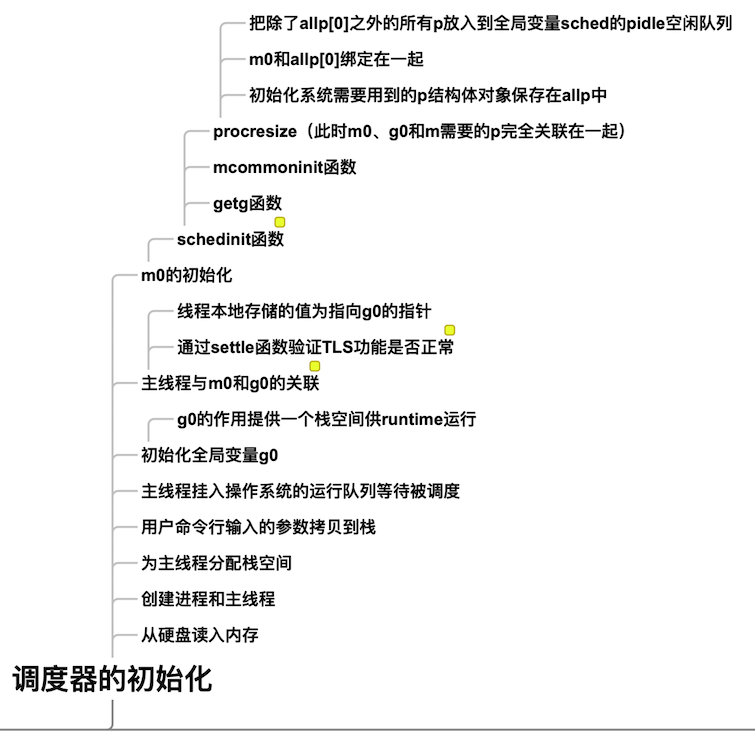 把除了allp[0]之外的所有p放入到全局变量sched的pidle空闲队列
m0和allp[0]绑定在一起
初始化系统需要用到的p结构体对象保存在allp中
procresize（此时m0、g0和m需要的p完全关联在一起）
mcommoninit函数
getg函数
schedinit函数
m0的初始化
线程本地存储的值为指向g0的指针
通过settle函数验证TLS功能是否正常
主线程与m0和g0的关联
g0的作用提供一个栈空间供runtime运行
初始化全局变量g0
主线程挂入操作系统的运行队列等待被调度
用户命令行输入的参数拷贝到栈
为主线程分配栈空间
创建进程和主线程
从硬盘读入内存
调度器的初始化